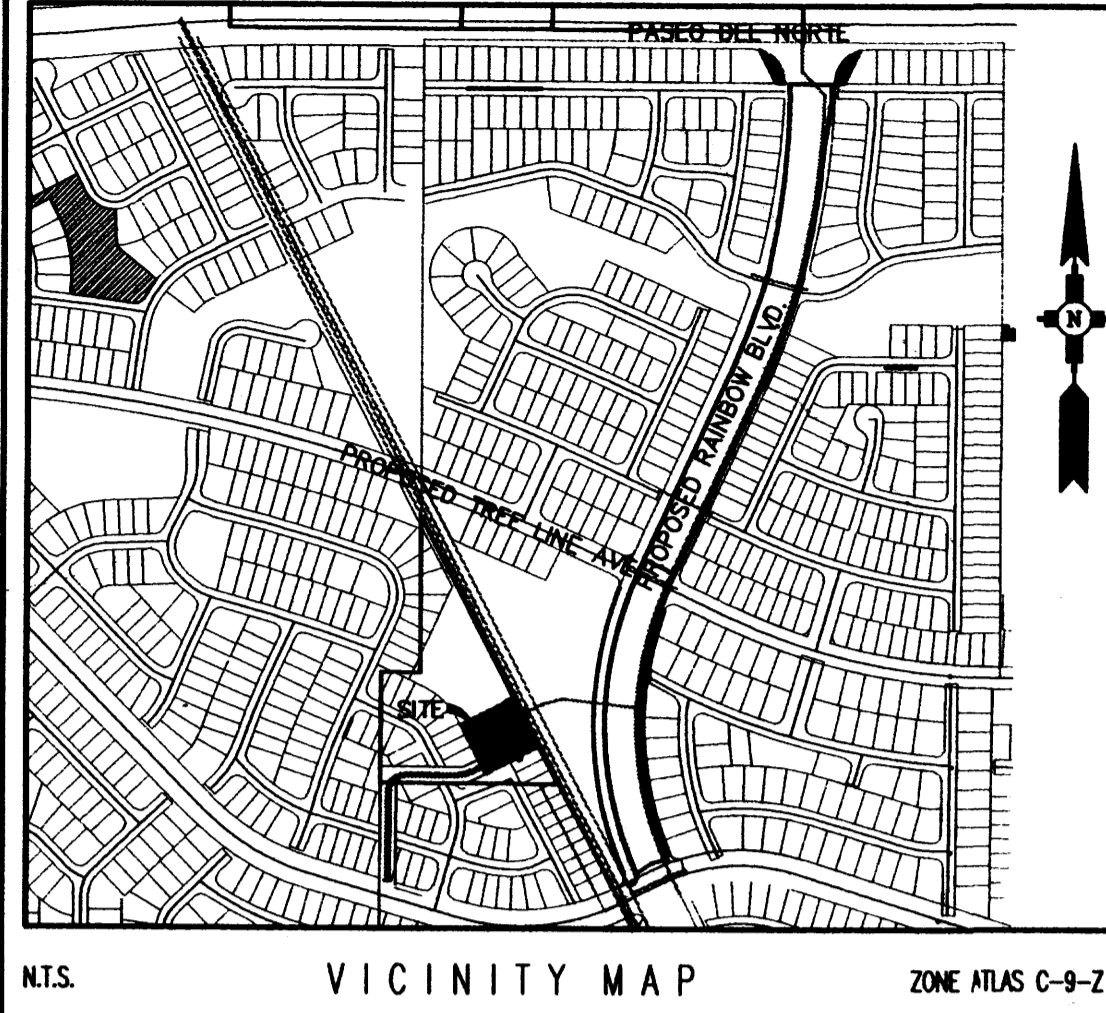 PASEO DEL NORTE
N
PROPOSED RAINBOW BLVD.
PROPOSED TREE LINE AVE
SITE
N.T.S.
VICINITY MAP
ZONE ATLAS C-9-Z